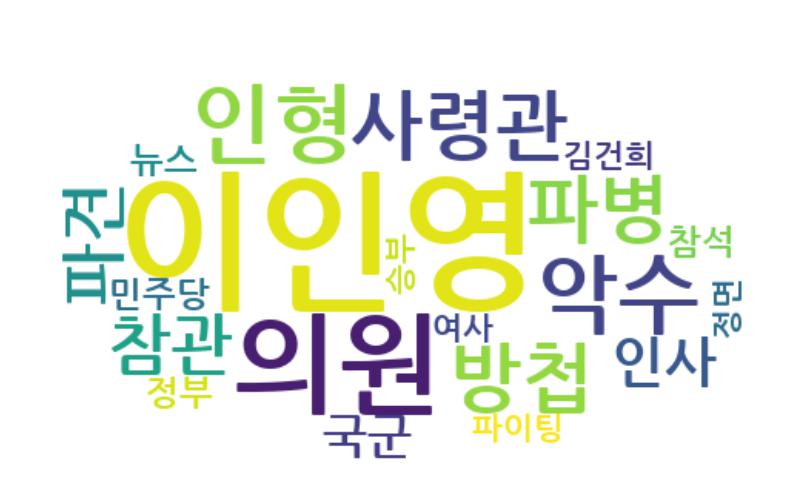 인형 사령관
뉴스 김건희
파견 이인영 파병
승부 참석
민주당 악수 정면
참관 의원 여사 방첩 인사
정부 국군 파이팅